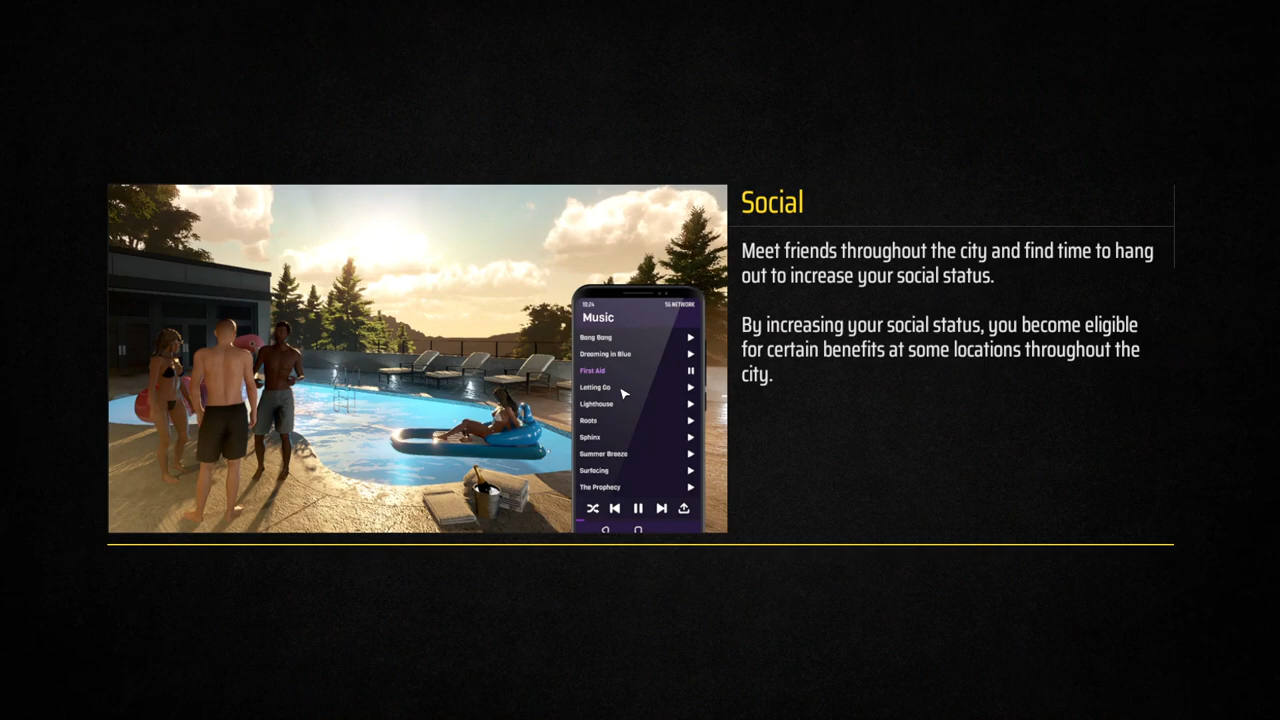 Social
Meet friends throughout the city and find time to hang
out to increase your social status.
By increasing your social status, you become eligible
for certain benefits at some locations throughout the
city.
13:24 5G NETWORK
Music
Bang Bang
Dreaming in Blue
First Aid
Letting Go
Lighthouse
Roots
Sphinx
Summer Breeze
Surfacing
The Prophecy